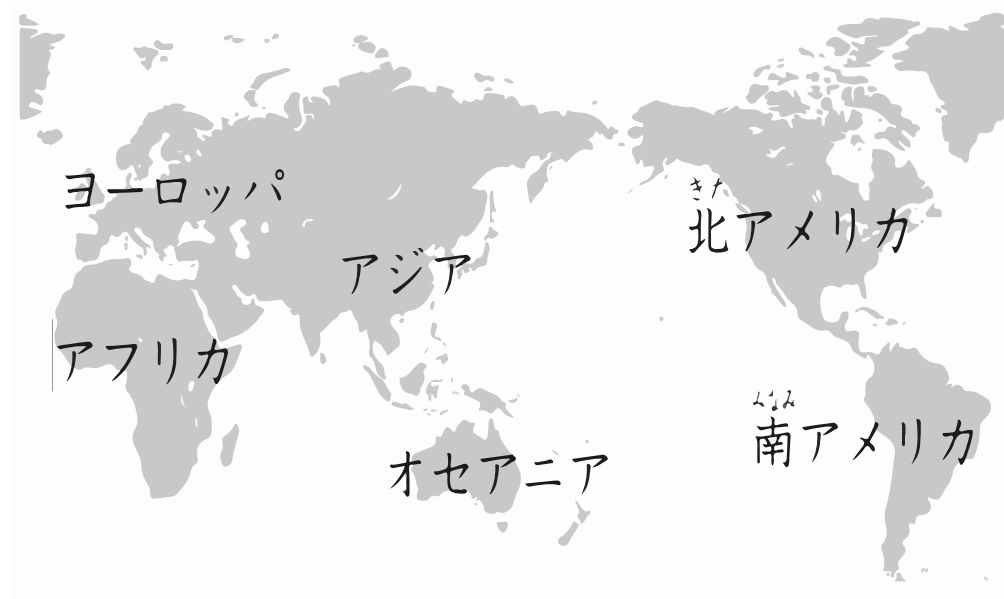 ヨーロッパ
きた
北アメリカ
アジア
アフリカ
みなみ
南アメリカ
オセアニア